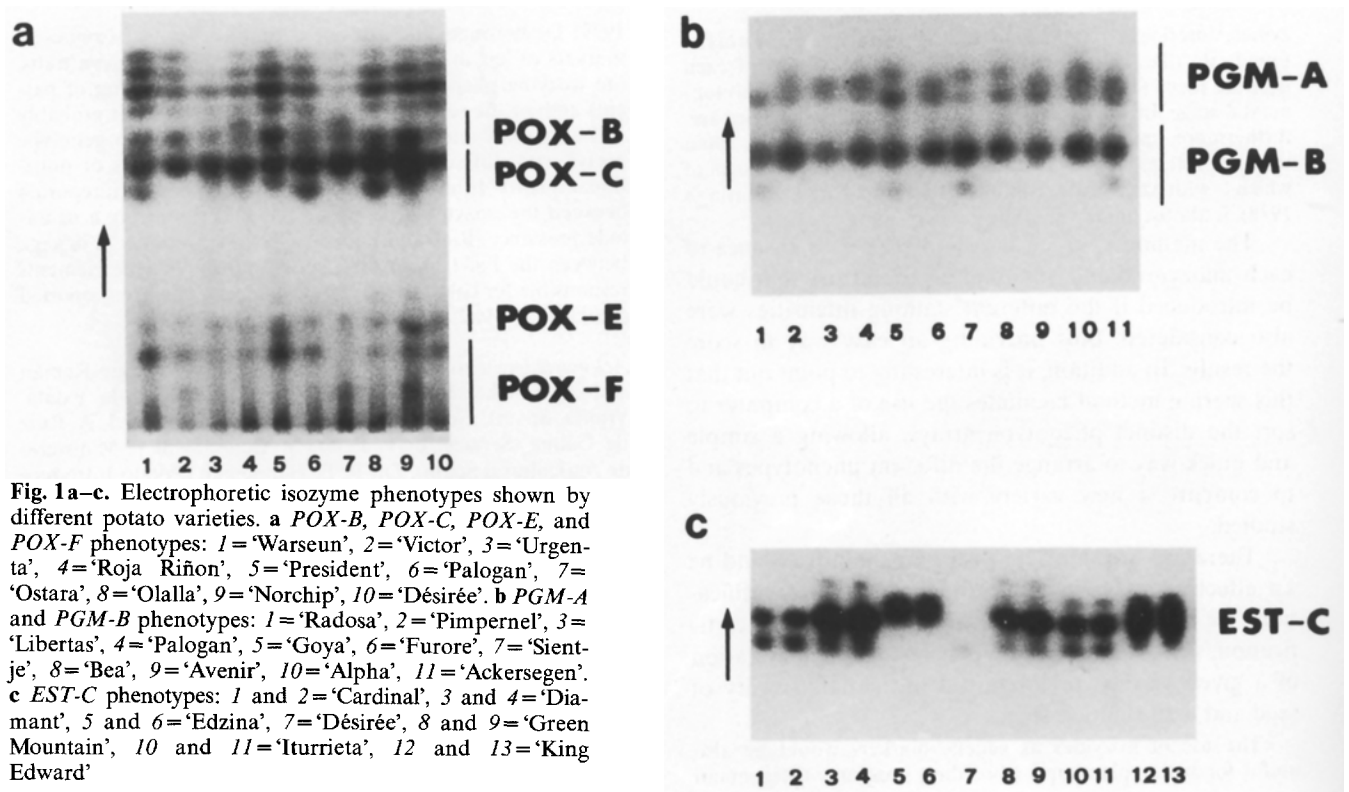 a
POX-B
POX-C
POX-E
POX-F
1 2 3 4 5 6 7 8 9 10
Fig. 1a–c. Electrophoretic isozyme phenotypes shown by
different potato varieties. a POX-B, POX-C, POX-E, and
POX-F phenotypes: 1=‘Warseun’, 2=‘Victor’, 3=‘Urgen-
ta’, 4=‘Roja Riñon’, 5=‘President’, 6=‘Palogan’, 7=
‘Ostara’, 8=‘Olalla’, 9=‘Norchip’, 10=‘Désirée’. b PGM-A
and PGM-B phenotypes: 1=‘Radosa’, 2=‘Pimpernel’, 3=
‘Libertas’, 4=‘Palogan’, 5=‘Goya’, 6=‘Furore’, 7=‘Sient-
je’, 8=‘Bea’, 9=‘Avenir’, 10=‘Alpha’, 11=‘Ackersegen’.
c EST-C phenotypes: 1 and 2=‘Cardinal’, 3 and 4=‘Dia-
mant’, 5 and 6=‘Edzina’, 7=‘Désirée’, 8 and 9=‘Green
Mountain’, 10 and 11=‘Iturrieta’, 12 and 13=‘King
Edward’
b
PGM-A
PGM-B
1 2 3 4 5 6 7 8 9 10 11
c
EST-C
1 2 3 4 5 6 7 8 9 10 11 12 13